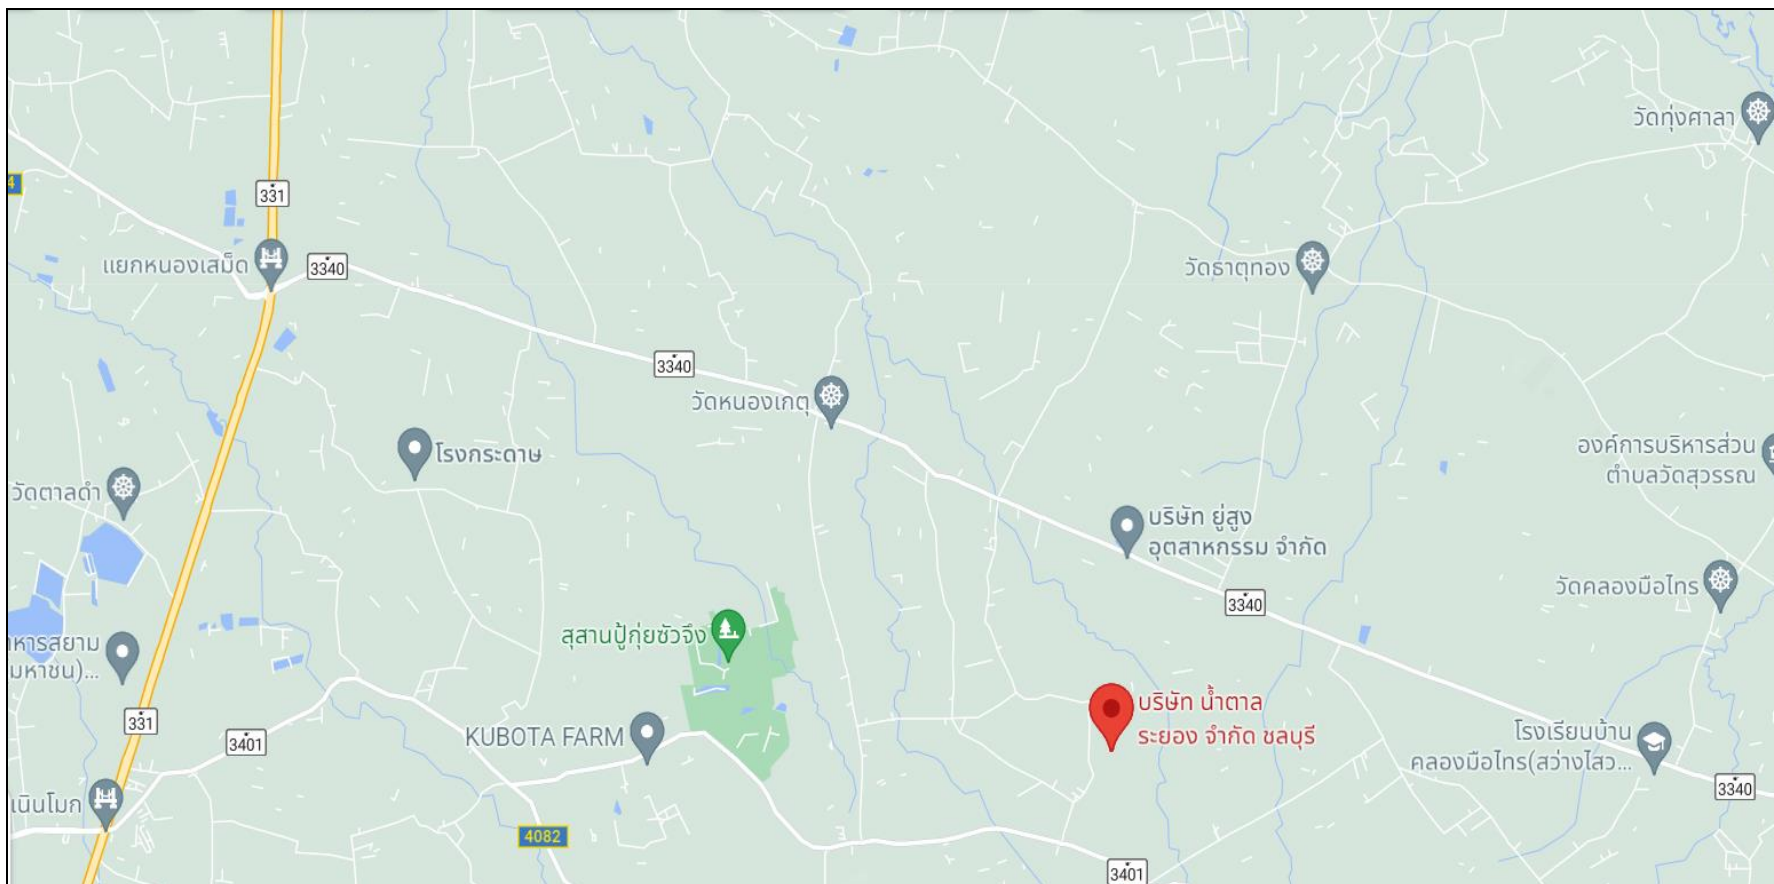 วัดทุ่งศาลา
4
331
แยกหนองเสม็ด
3340
วัดธาตุทอง
3340
วัดหนองเกตุ
โรงกระดาษ
องค์การบริหารส่วน
ตำบลวัดสุวรรณ
วัดตาลดำ
บริษัท ยู่สูง
อุตสาหกรรม จำกัด
วัดคลองมือไทร
3340
สุสานปู้กุ่ยซัวจึง
าหารสยาม
มหาชน)...
บริษัท น้ำตาล
ระยอง จำกัด ชลบุรี
331
3401
KUBOTA FARM
โรงเรียนบ้าน
คลองมือไทร(สว่างไสว...
3340
เนินโมก
4082
3401